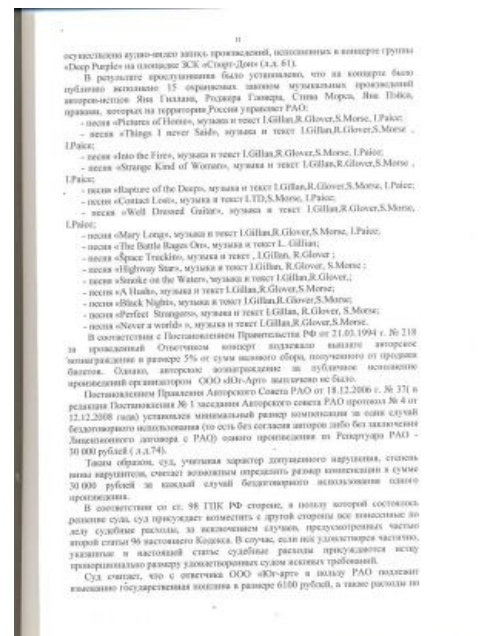 11
осуществлена аудио-видео запись произведений, исполненных в концерте группы
«Deep Purple» на площадке ЗСК «Спорт-Дон» (л.д. 61).
В результате прослушивания было установлено, что на концерте было
публично исполнено 15 охраняемых законом музыкальных произведений
авторов-истцов Яна Гиллана, Роджера Гловера, Стива Морса, Яна Пэйса,
правами, которых на территории России управляет РАО:
- песня «Pictures of Home», музыка и текст I.Gillan,R.Glover,S.Morse, I.Paice;
- песня «Things I never Said», музыка и текст I.Gillan,R.Glover,S.Morse ,
I.Paice;
- песня «Into the Fire», музыка и текст I.Gillan,R.Glover,S.Morse, I.Paice;
- песня «Strange Kind of Woman», музыка и текст I.Gillan,R.Glover,S.Morse ,
I.Paice;
- песня «Rapture of the Deep», музыка и текст I.Gillan,R.Glover,S.Morse, I.Paice;
- песня «Contact Lost», музыка и текст LTD,S.Morse, I.Paice;
- песня «Well Dressed Guitar», музыка и текст I.Gillan,R.Glover,S.Morse,
I.Paice;
- песня «Mary Long», музыка и текст I.Gillan,R.Glover,S.Morse, I.Paice;
- песня «The Battle Rages On», музыка и текст L. Gillian;
- песня «Space Truckin», музыка и текст , I.Gillan, R.Glover ;
- песня «Highway Star», музыка и текст I.Gillan, R.Glover, S.Morse ;
- песня «Smoke on the Water», музыка и текст I.Gillan,R.Glover,;
- песня «A Hush», музыка и текст I.Gillan,R.Glover,S.Morse;
- песня «Black Night», музыка и текст I.Gillan,R.Glover,S.Morse;
- песня «Perfect Strangers», музыка и текст I.Gillan, R.Glover, S.Morse;
- песня «Never a world» », музыка и текст I.Gillan,R.Glover,S.Morse.
В соответствии с Постановлением Правительства РФ от 21.03.1994 г. № 218
за проведенный Ответчиком концерт подлежало выплате авторское
вознаграждение в размере 5% от сумм валового сбора, полученного от продажи
билетов. Однако, авторское вознаграждение за публичное исполнение
произведений организатором ООО «Юг-Арт» выплачено не было.
Постановлением Правления Авторского Совета РАО от 18.12.2006 г. № 37( в
редакции Постановления № 1 заседания Авторского совета РАО протокол № 4 от
12.12.2008 года) установлен минимальный размер компенсации за один случай
бездоговорного использования (то есть без согласия авторов либо без заключения
Лицензионного договора с РАО) одного произведения из Репертуара РАО -
30 000 рублей ( л.д.74).
Таким образом, суд, учитывая характер допущенного нарушения, степень
вины нарушителя, считает возможным определить размер компенсации в сумме
30 000 рублей за каждый случай бездоговорного использования одного
произведения.
В соответствии со ст. 98 ГПК РФ стороне, в пользу которой состоялось
решение суда, суд присуждает возместить с другой стороны все понесенные по
делу судебные расходы, за исключением случаев, предусмотренных частью
второй статьи 96 настоящего Кодекса. В случае, если иск удовлетворен частично,
указанные в настоящей статье судебные расходы присуждаются истцу
пропорционально размеру удовлетворенных судом исковых требований.
Суд считает, что с ответчика ООО «Юг-арт» в пользу РАО подлежит
взысканию государственная пошлина в размере 6100 рублей, а также расходы по